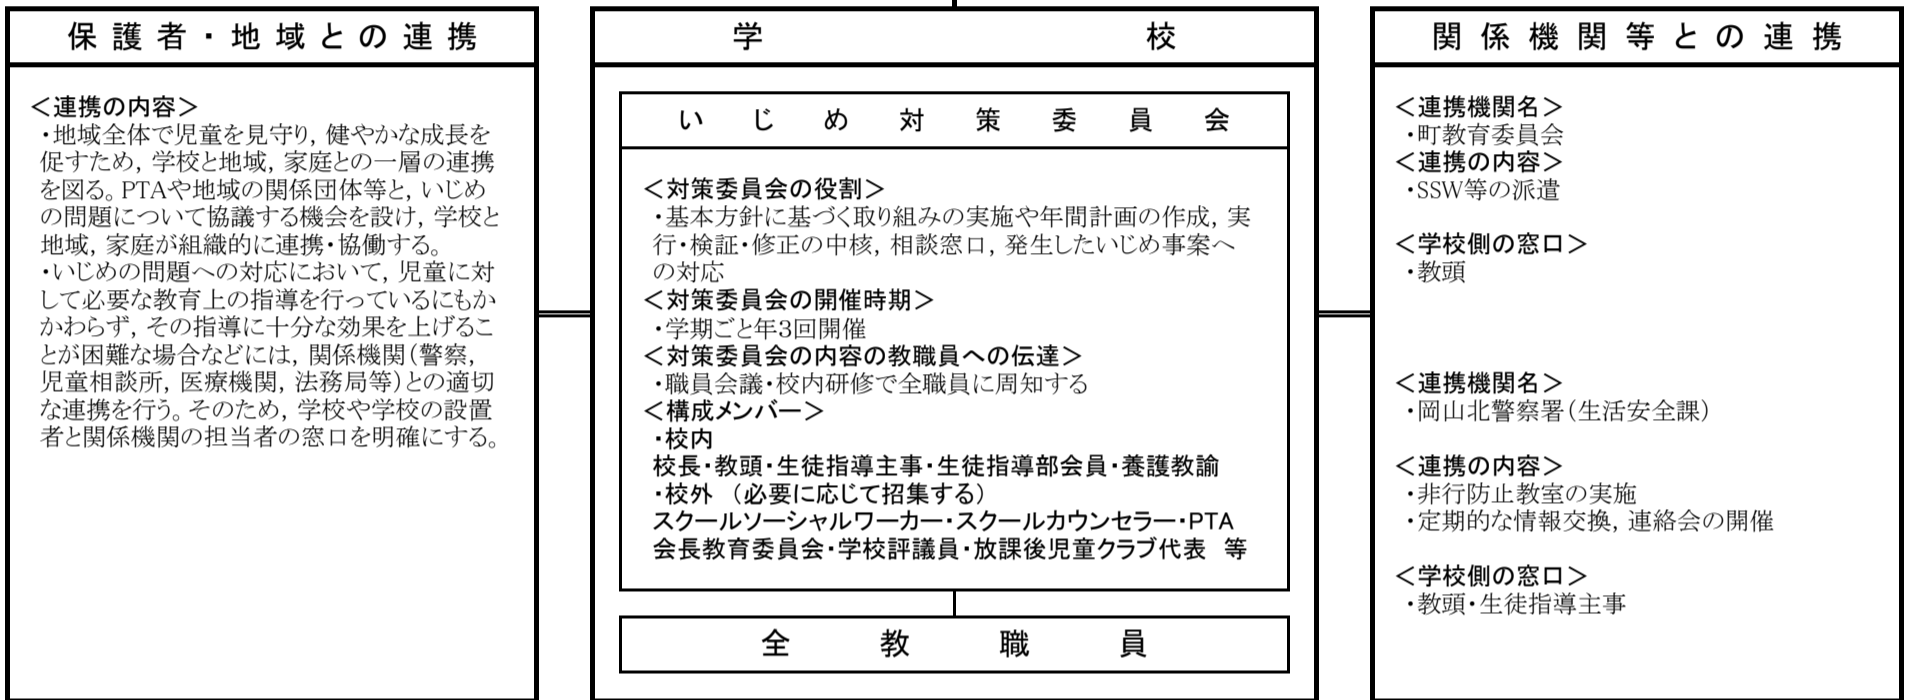 保護者・地域との連携
＜連携の内容＞
・地域全体で児童を見守り，健やかな成長を
促すため，学校と地域，家庭との一層の連携
を図る。PTAや地域の関係団体等と，いじめ
の問題について協議する機会を設け，学校と
地域，家庭が組織的に連携・協働する。
・いじめの問題への対応において，児童に対
して必要な教育上の指導を行っているにもか
かわらず，その指導に十分な効果を上げるこ
とが困難な場合などには，関係機関（警察，
児童相談所，医療機関，法務局等）との適切
な連携を行う。そのため，学校や学校の設置
者と関係機関の担当者の窓口を明確にする。
学校
いじめ対策委員会
＜対策委員会の役割＞
・基本方針に基づく取り組みの実施や年間計画の作成，実
行・検証・修正の中核，相談窓口，発生したいじめ事案へ
の対応
＜対策委員会の開催時期＞
・学期ごと年３回開催
＜対策委員会の内容の教職員への伝達＞
・職員会議・校内研修で全職員に周知する
＜構成メンバー＞
・校内
校長・教頭・生徒指導主事・生徒指導部会員・養護教諭
・校外　（必要に応じて招集する）
スクールソーシャルワーカー・スクールカウンセラー・PTA
会長教育委員会・学校評議員・放課後児童クラブ代表　等
全教職員
関係機関等との連携
＜連携機関名＞
・町教育委員会
＜連携の内容＞
・SSW等の派遣
＜学校側の窓口＞
・教頭
＜連携機関名＞
・岡山北警察署（生活安全課）
＜連携の内容＞
・非行防止教室の実施
・定期的な情報交換，連絡会の開催
＜学校側の窓口＞
・教頭・生徒指導主事